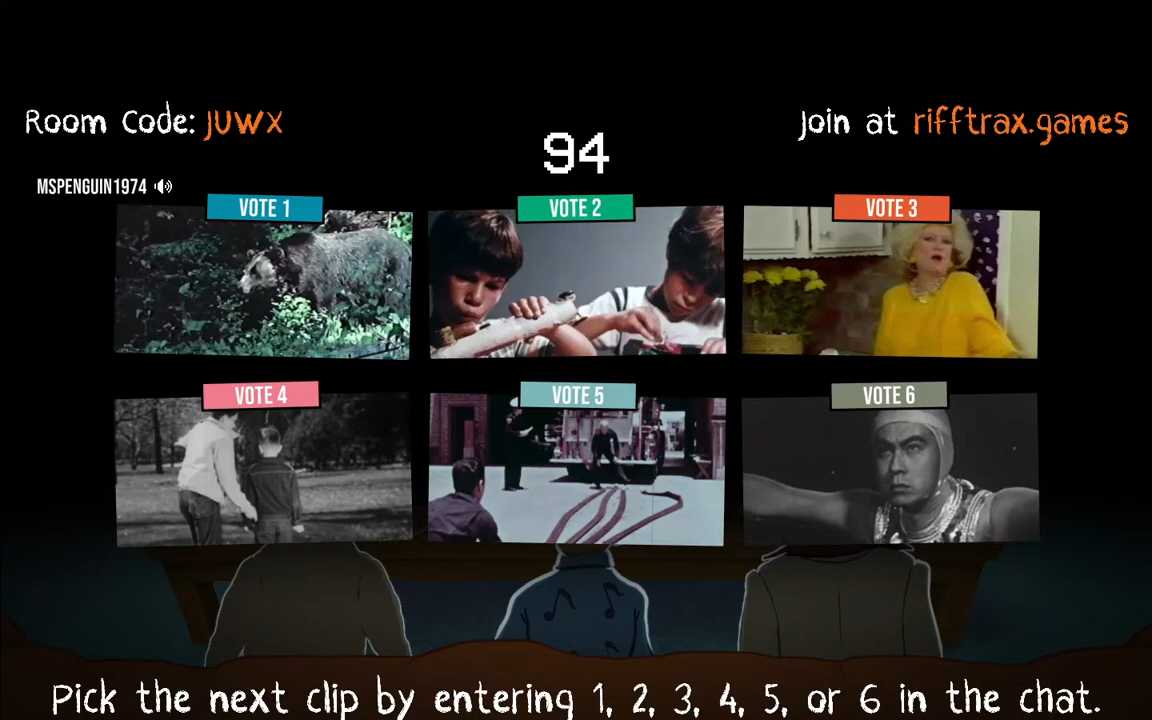 Room Code: JUWX
Join at rifftrax.games
94
MSPENGUIN1974
VOTE 1
VOTE 2
VOTE 3
VOTE 4
VOTE 5
VOTE 6
Pick the next clip by entering 1, 2, 3, 4, 5, or 6 in the chat.